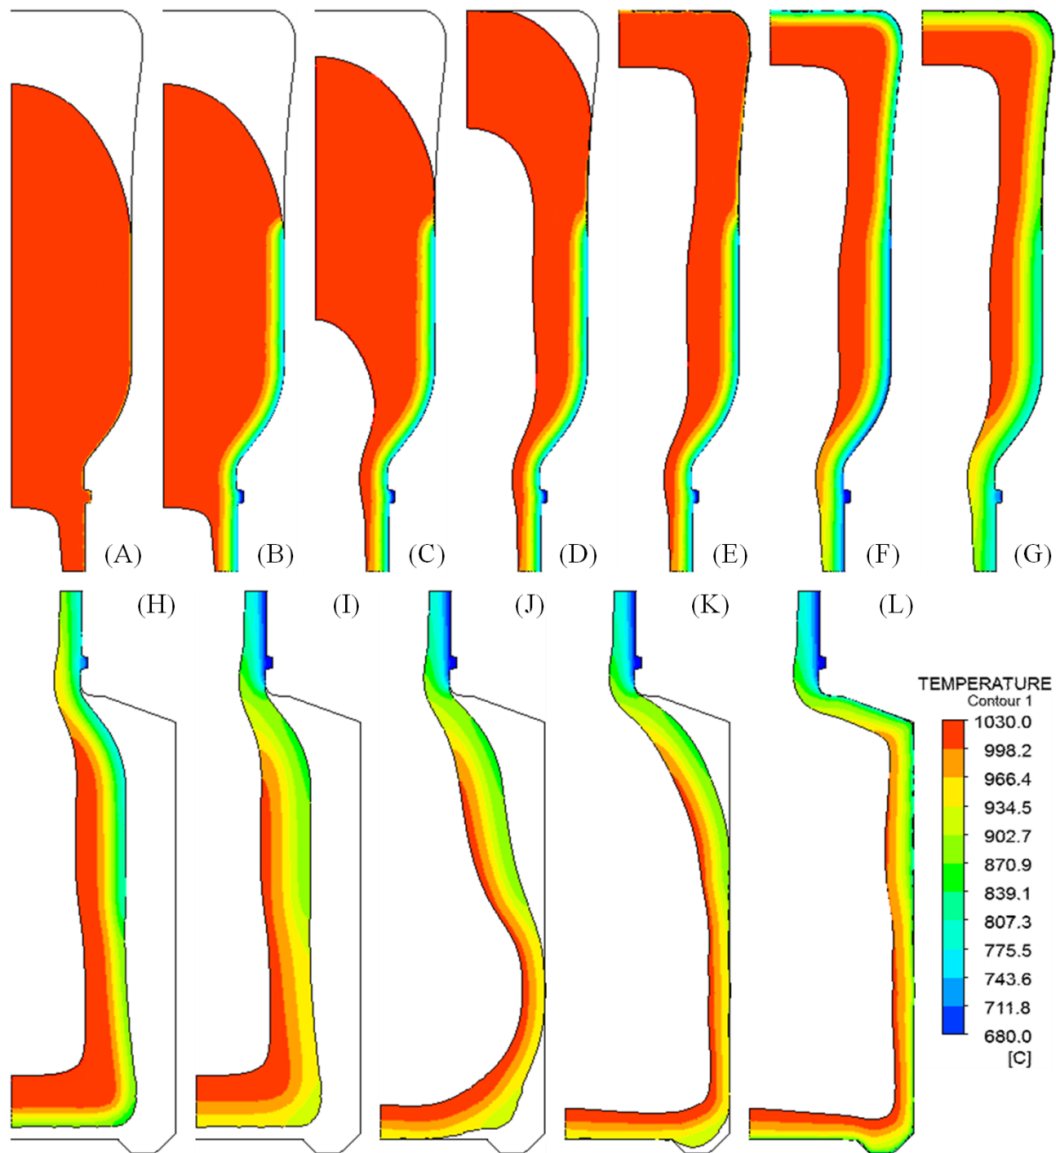 (A) (B) (C) (D) (E) (F) (G)
(H) (I) (J) (K) (L)
TEMPERATURE
Contour 1
1030.0
998.2
966.4
934.5
902.7
870.9
839.1
807.3
775.5
743.6
711.8
680.0
[C]